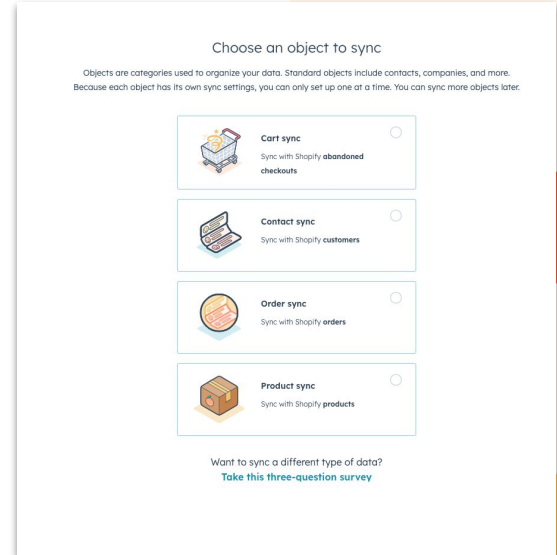 Choose an object to sync
Objects are categories used to organize your data. Standard objects include contacts, companies, and more.
Because each object has its own sync settings, you can only set up one at a time. You can sync more objects later.
Cart sync
Sync with Shopify abandoned
checkouts
Contact sync
Sync with Shopify customers
Order sync
Sync with Shopify orders
Product sync
Sync with Shopify products
Want to sync a different type of data?
Take this three-question survey